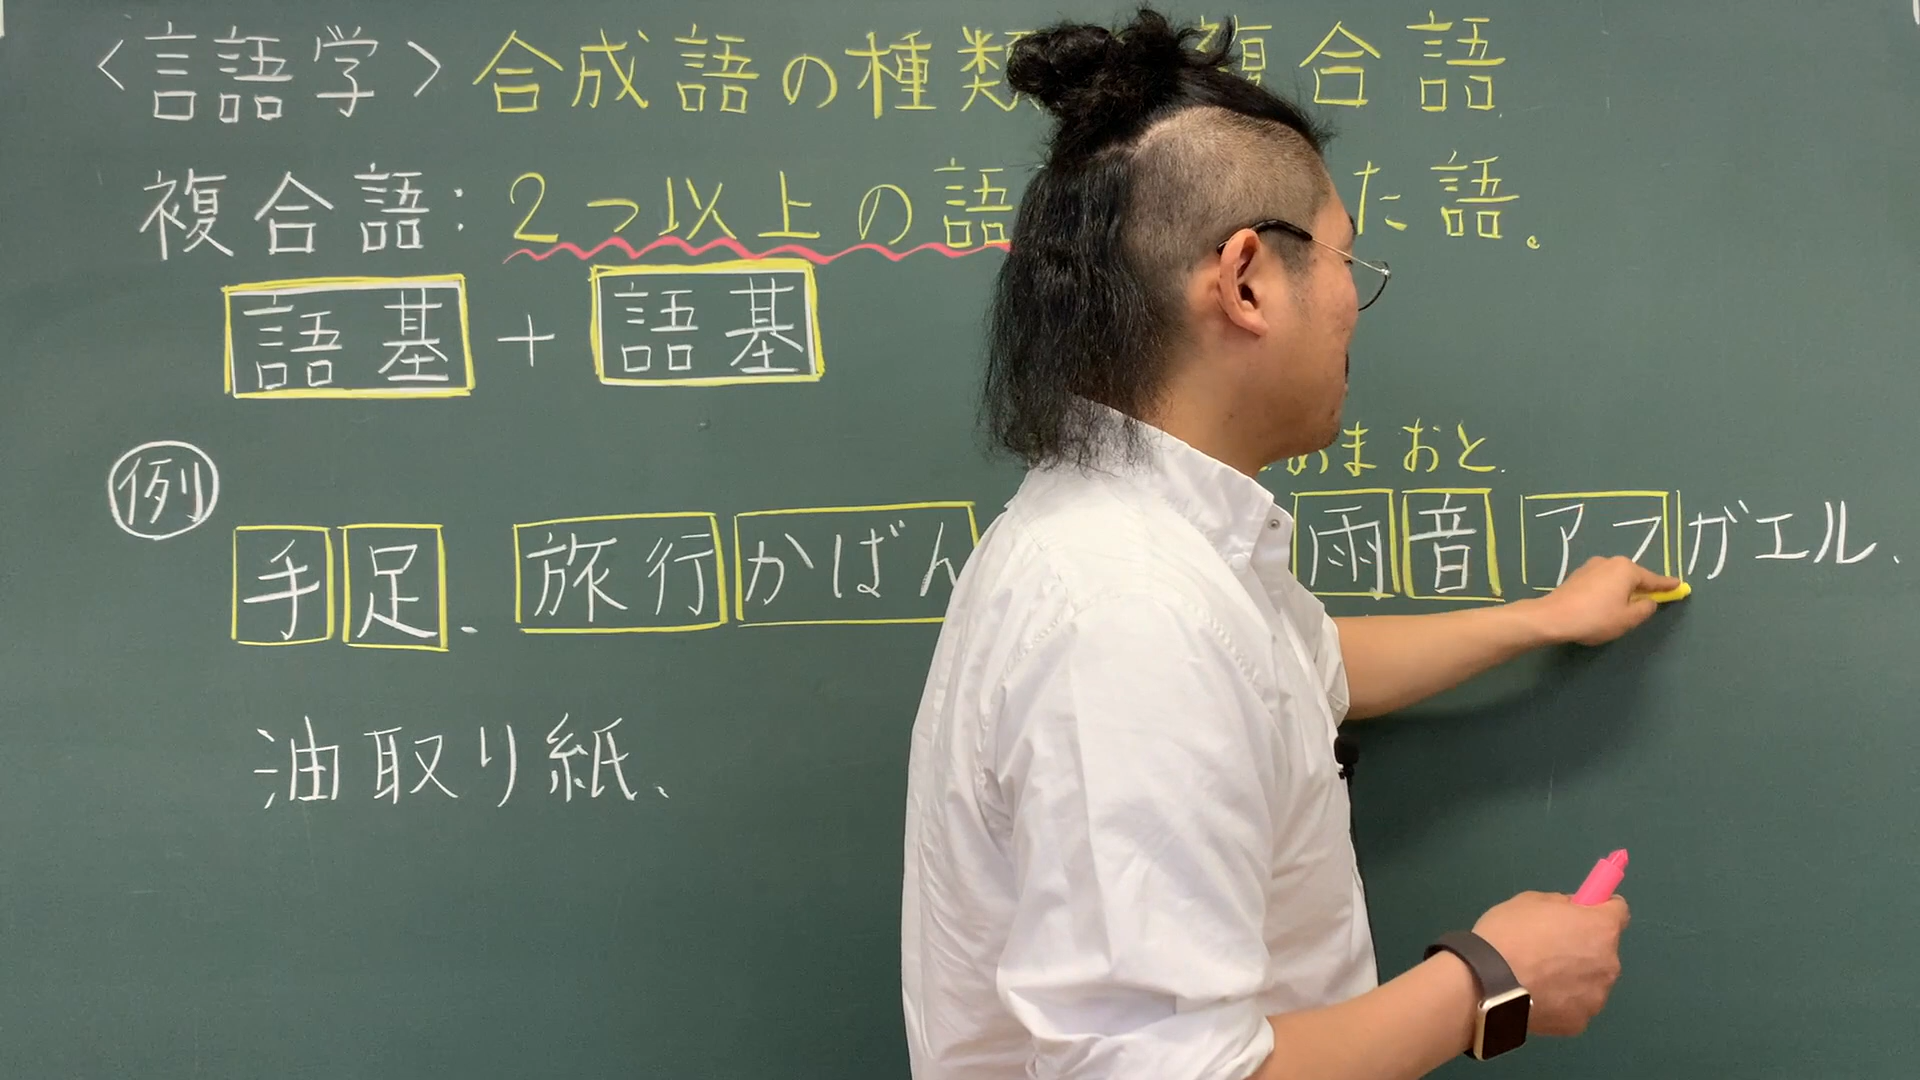 〈言語学〉合成語の種類 複合語
複合語：2つ以上の語 た語。
語基＋語基
あまおと
例 手足、旅行かばん 雨音 アマガエル、
油取り紙、